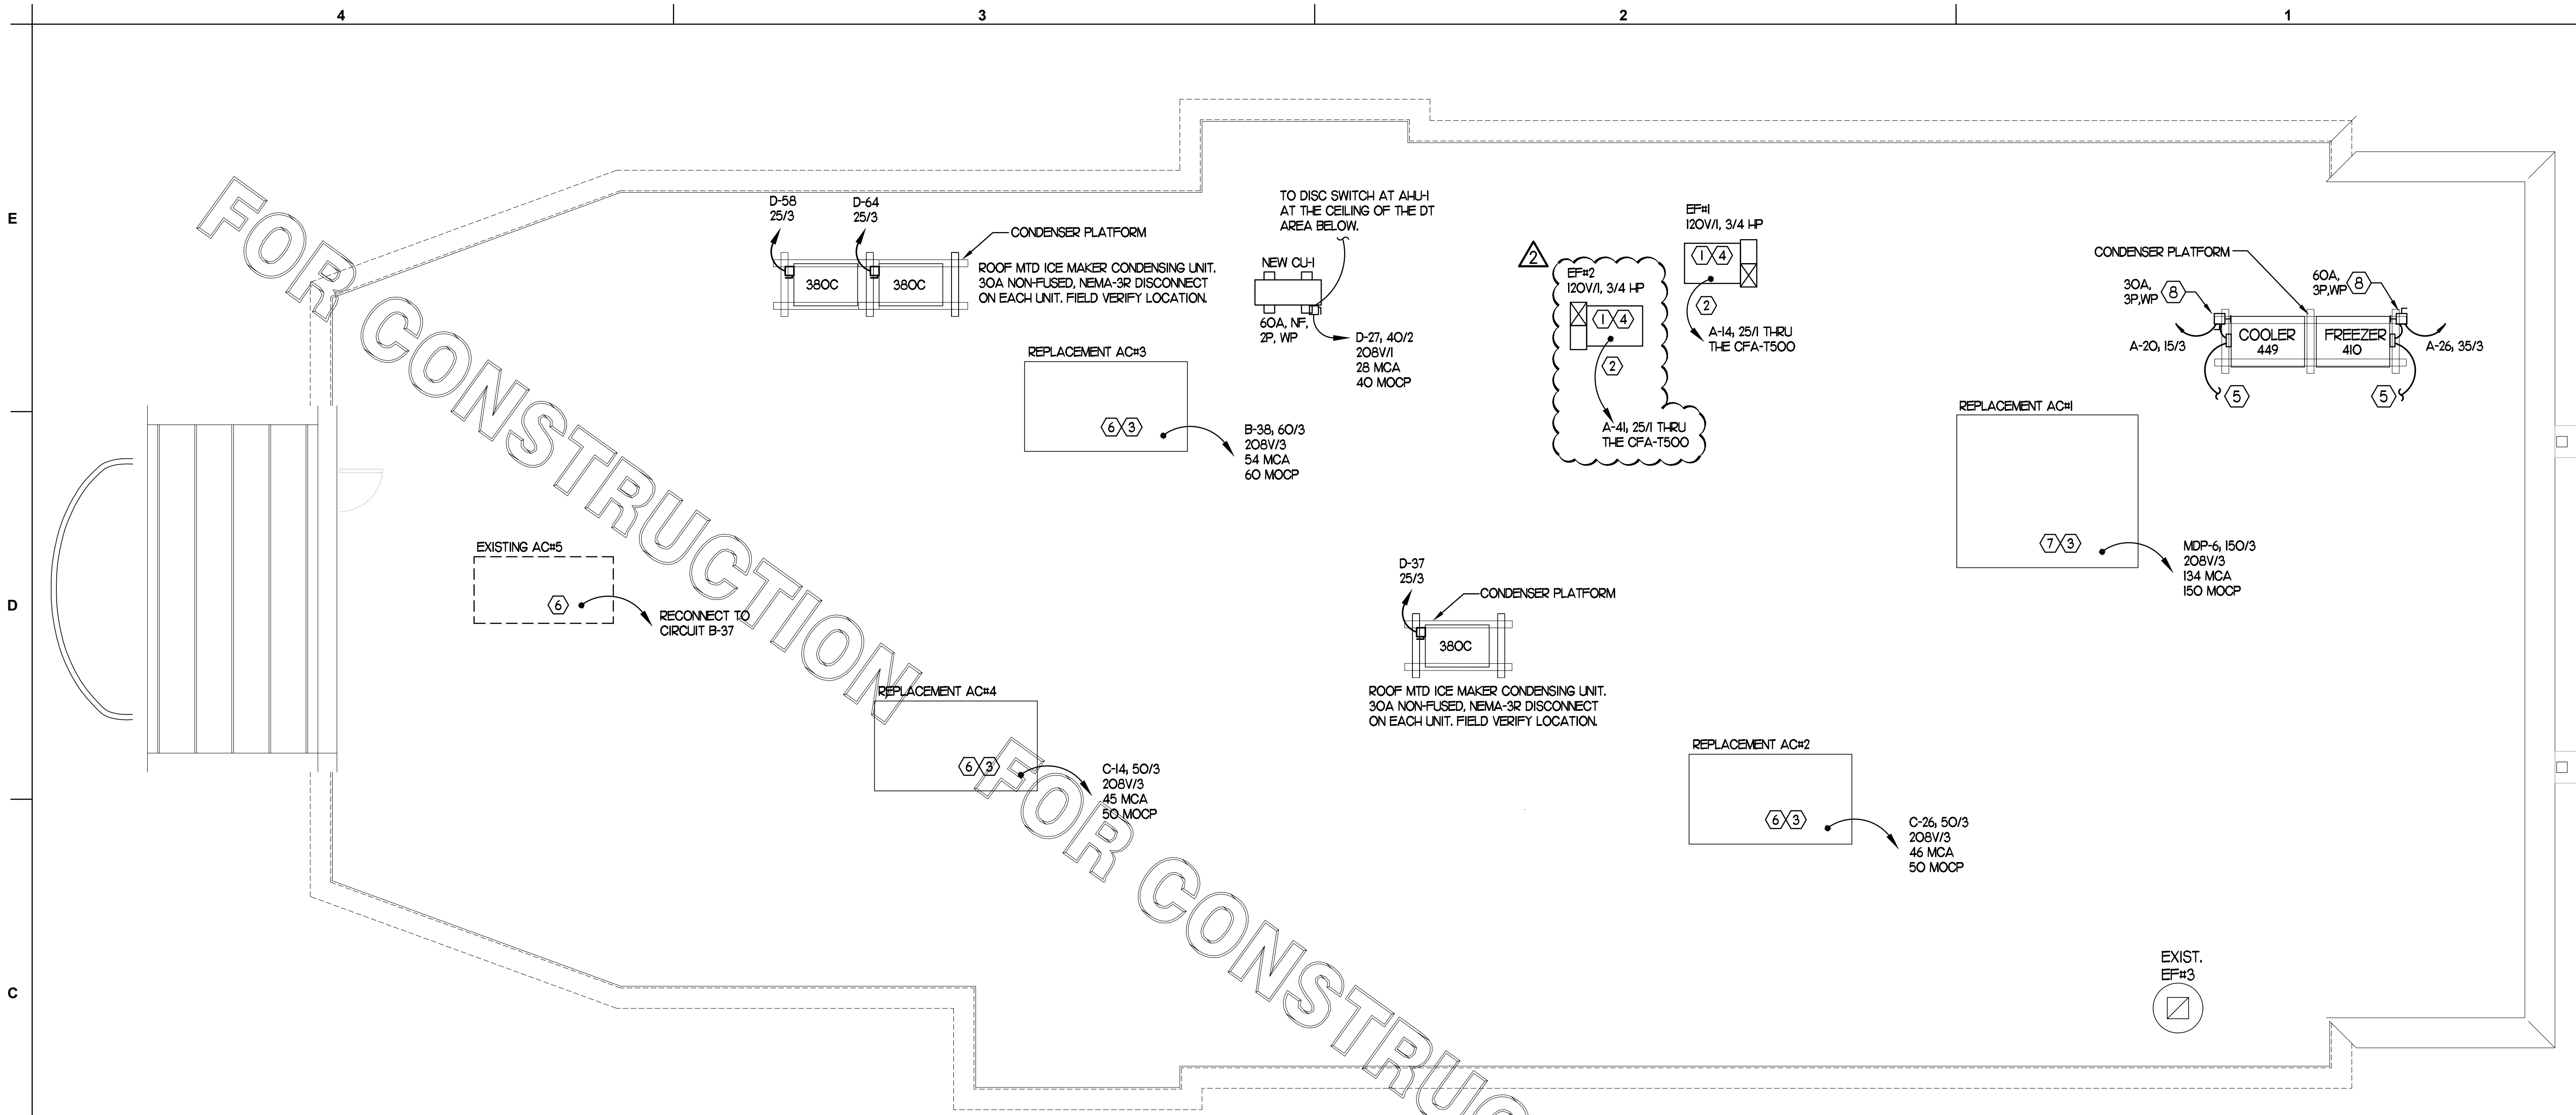 4
3
2
1
E
D
C
FOR CONSTRUCTION
FOR CONSTRUC
D-58
25/3
D-64
25/3
CONDENSER PLATFORM
380C
380C
ROOF MTD ICE MAKER CONDENSING UNIT.
30A NON-FUSED, NEMA-3R DISCONNECT
ON EACH UNIT. FIELD VERIFY LOCATION.
TO DISC SWITCH AT AHU-1
AT THE CEILING OF THE DT
AREA BELOW.
NEW CU-1
60A, NF,
2P, WP
D-27, 40/2
208V/1
28 MCA
40 MOCP
2
EF#2
120V/1, 3/4 HP
1
4
2
A-41, 25/1 THRU
THE CFA-T500
EF#1
120V/1, 3/4 HP
1
4
2
A-14, 25/1 THRU
THE CFA-T500
CONDENSER PLATFORM
30A,
3P,WP
8
60A,
3P,WP
8
A-20, 15/3
COOLER
449
FREEZER
410
A-26, 35/3
5
5
REPLACEMENT AC#3
6
3
B-38, 60/3
208V/3
54 MCA
60 MOCP
REPLACEMENT AC#1
7
3
MDP-6, 150/3
208V/3
134 MCA
150 MOCP
EXISTING AC#5
6
RECONNECT TO
CIRCUIT B-37
D-37
25/3
CONDENSER PLATFORM
380C
ROOF MTD ICE MAKER CONDENSING UNIT.
30A NON-FUSED, NEMA-3R DISCONNECT
ON EACH UNIT. FIELD VERIFY LOCATION.
REPLACEMENT AC#4
6
3
C-14, 50/3
208V/3
45 MCA
50 MOCP
REPLACEMENT AC#2
6
3
C-26, 50/3
208V/3
46 MCA
50 MOCP
EXIST.
EF#3